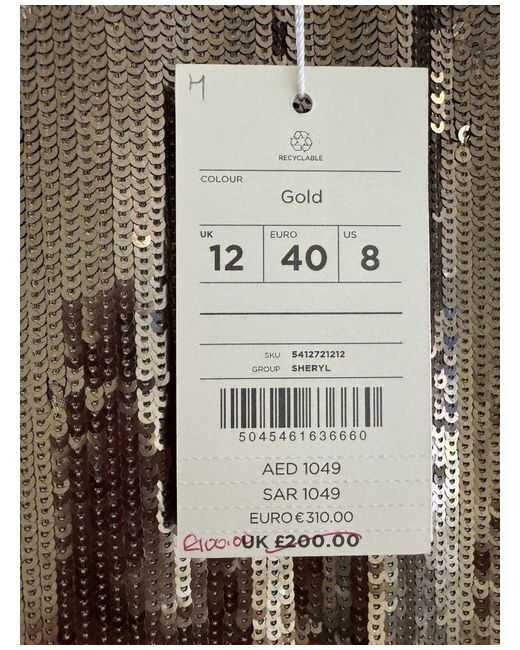 M
RECYCLABLE
COLOUR
Gold
UK EURO US
12 40 8
SKU 5412721212
GROUP SHERYL
5045461636660
AED 1049
SAR 1049
EURO € 310.00
£100.00 UK £200.00